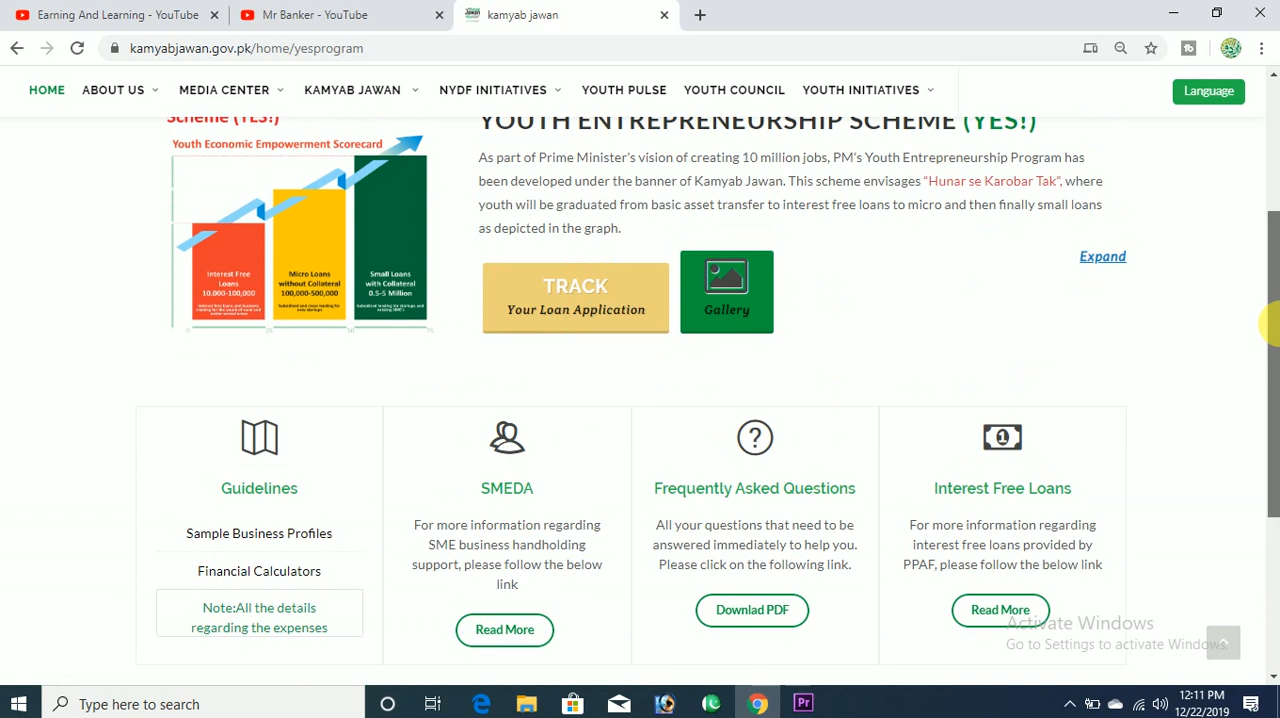 Earning And Learning - YouTube
Mr Banker - YouTube
kamyab jawan
kamyabjawan.gov.pk/home/yesprogram
HOME ABOUT US MEDIA CENTER KAMYAB JAWAN NYDF INITIATIVES YOUTH PULSE YOUTH COUNCIL YOUTH INITIATIVES
Language
Scheme (YES!)
Youth Economic Empowerment Scorecard
Interest Free
Loans
10.000-100,000
Micro Loans
without Collateral
100,000-500,000
Small Loans
with Collateral
0.5-5 Million
0 25 50 75
YOUTH ENTREPRENEURSHIP SCHEME (YES!)
As part of Prime Minister's vision of creating 10 million jobs, PM's Youth Entrepreneurship Program has
been developed under the banner of Kamyab Jawan. This scheme envisages “Hunar se Karobar Tak”, where
youth will be graduated from basic asset transfer to interest free loans to micro and then finally small loans
as depicted in the graph.
Expand
TRACK
Your Loan Application
Gallery
Guidelines
Sample Business Profiles
Financial Calculators
Note:All the details
regarding the expenses
SMEDA
For more information regarding
SME business handholding
support, please follow the below
link
Read More
Frequently Asked Questions
All your questions that need to be
answered immediately to help you.
Please click on the following link.
Downlad PDF
Interest Free Loans
For more information regarding
interest free loans provided by
PPAF, please follow the below link
Read More
Activate Windows
Go to Settings to activate Windows.
Type here to search
Pr
12:11 PM
12/22/2019